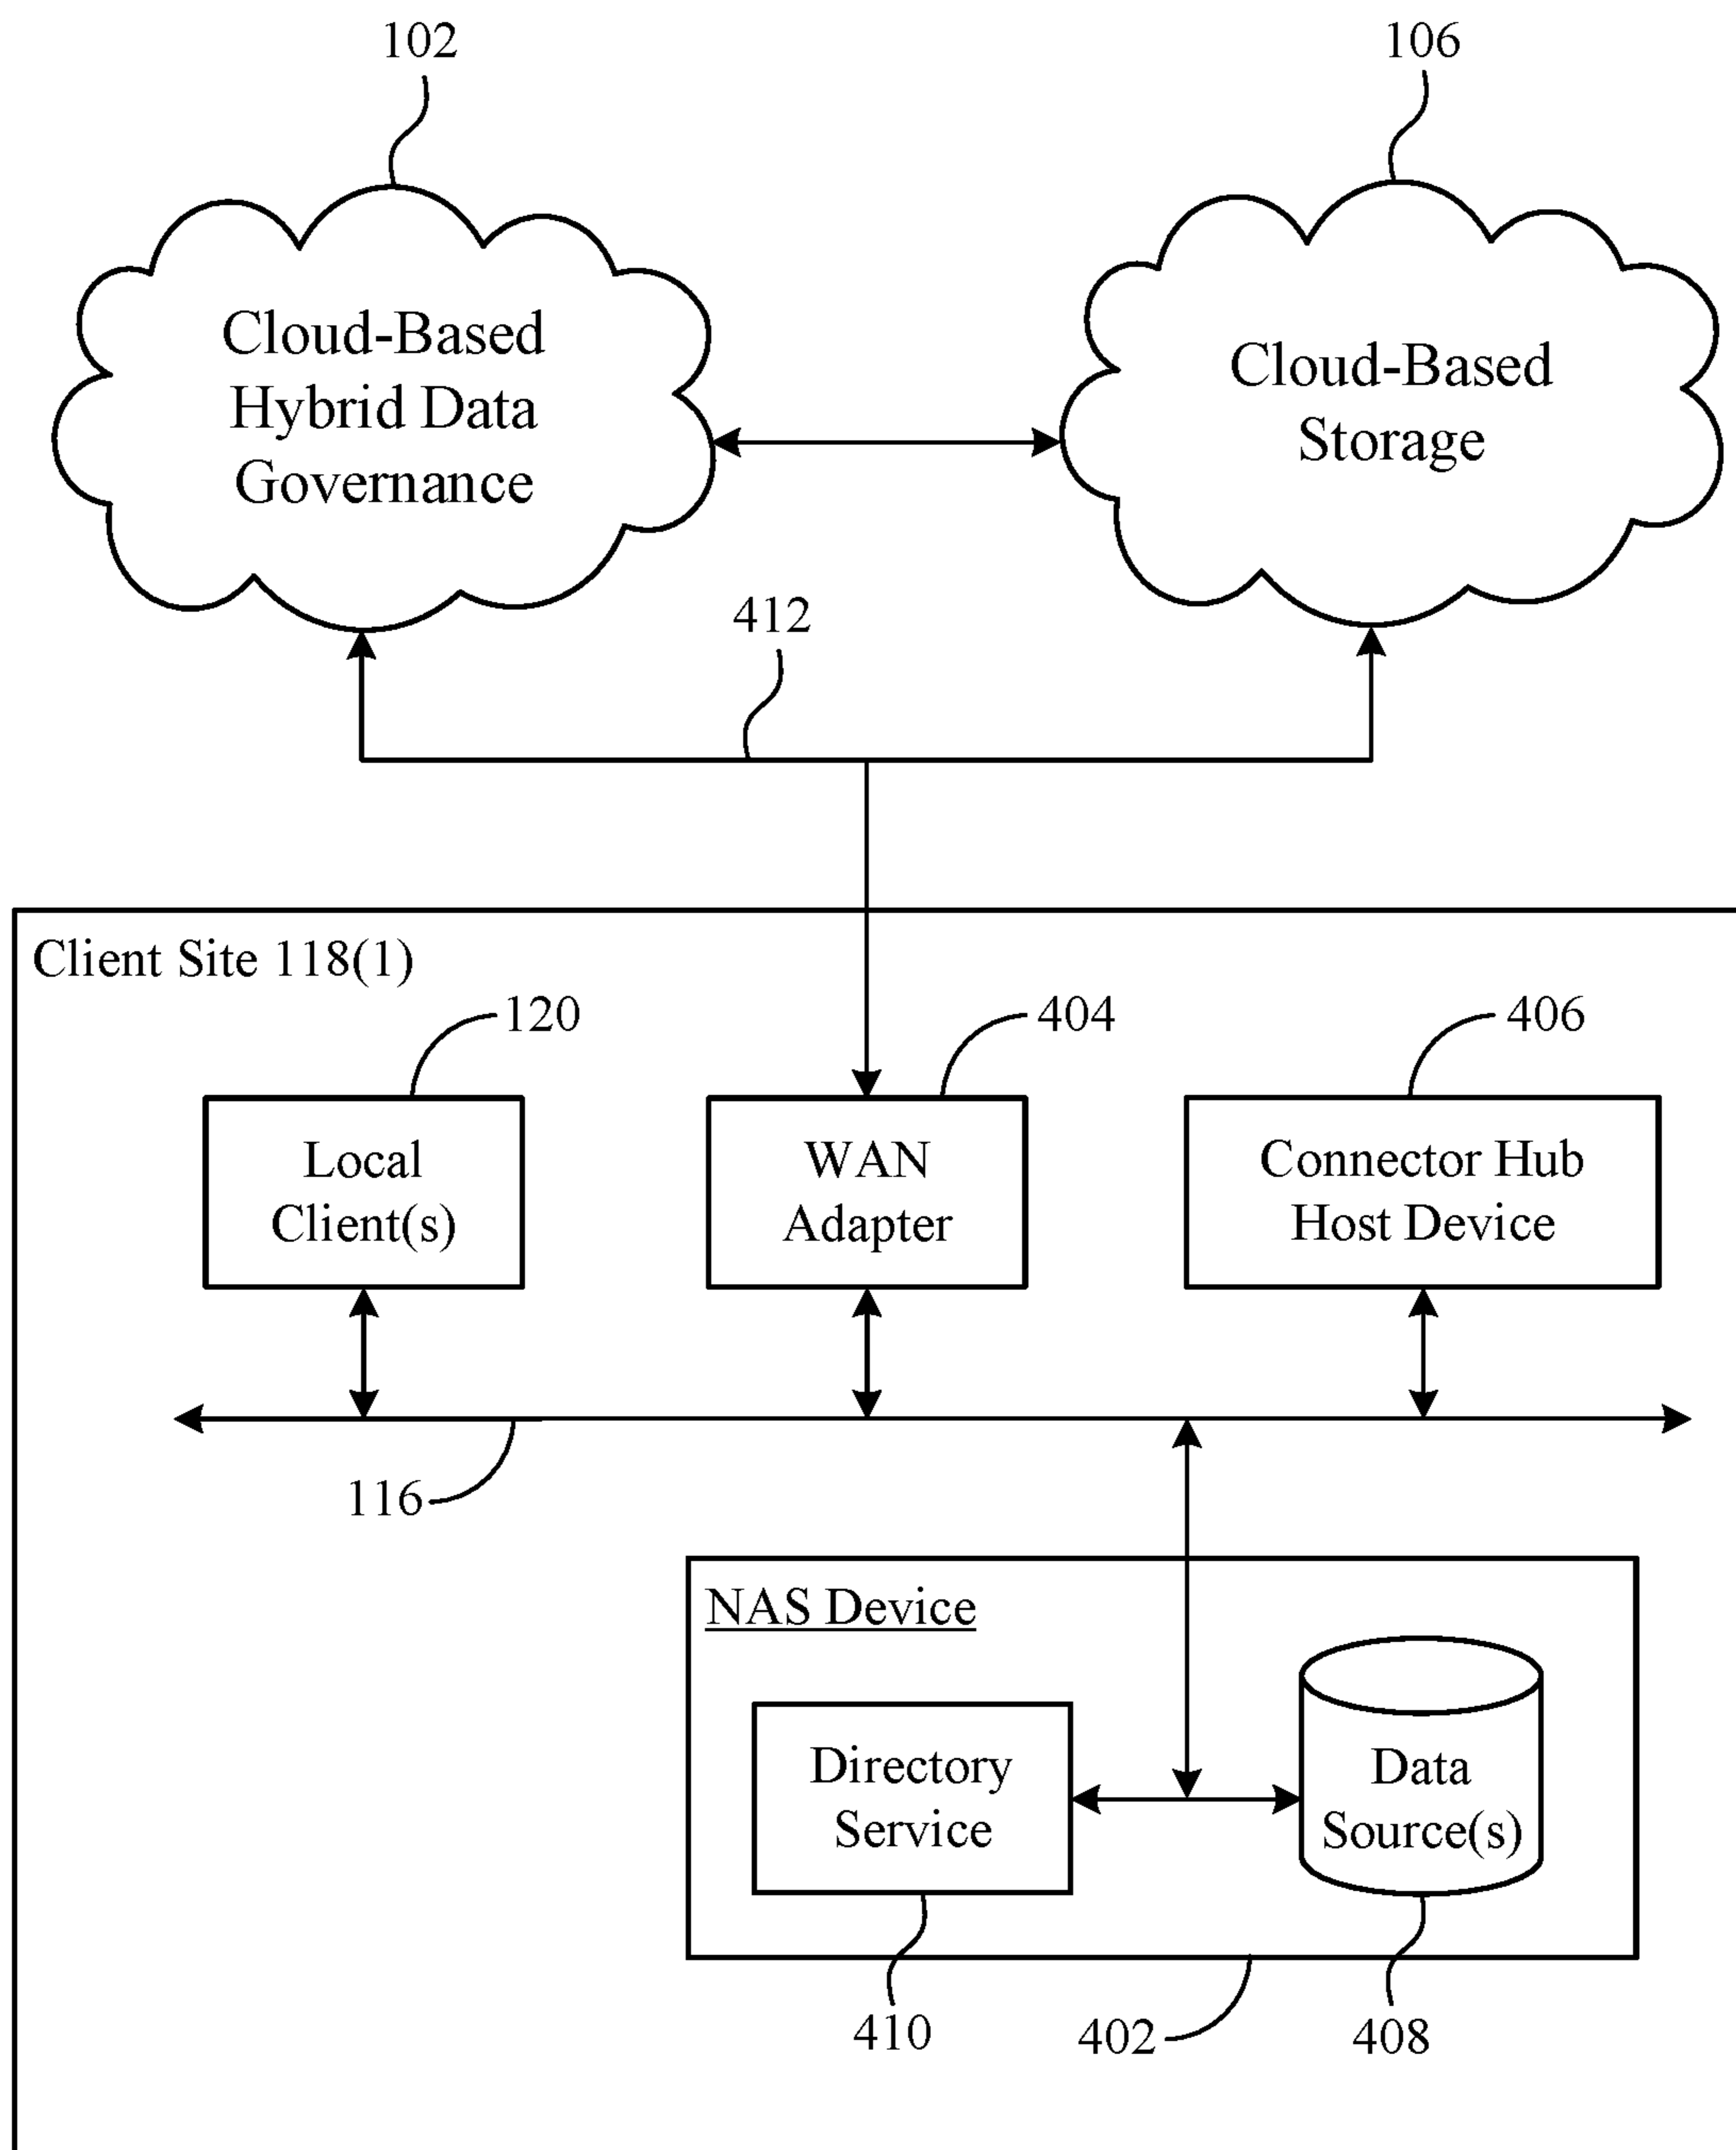 102
106
Cloud-Based
Hybrid Data
Governance
Cloud-Based
Storage
412
Client Site 118(1)
120
404
406
Local
Client(s)
WAN
Adapter
Connector Hub
Host Device
116
NAS Device
Directory
Service
Data
Source(s)
410
402
408